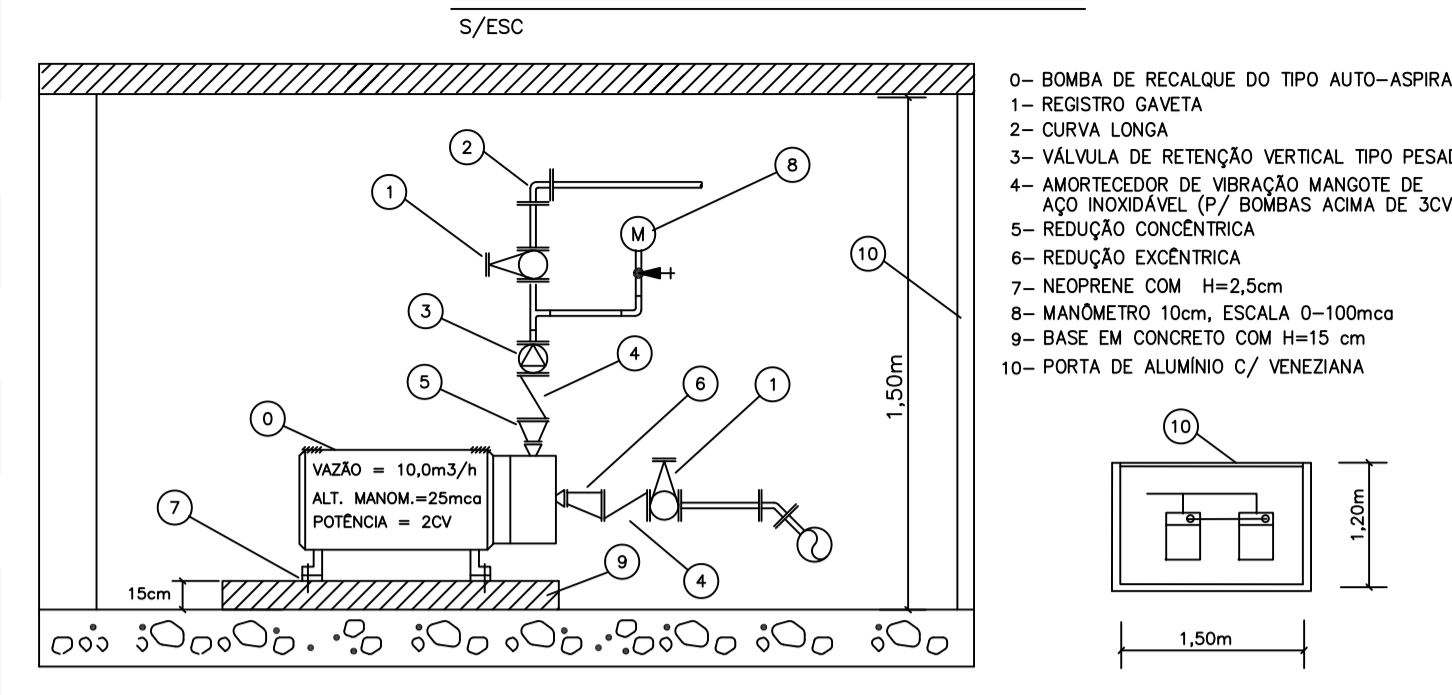 S/ESC
0- BOMBA DE RECALQUE DO TIPO AUTO-ASPIRA
1- REGISTRO GAVETA
2- CURVA LONGA
3- VÁLVULA DE RETENÇÃO VERTICAL TIPO PESAD
4- AMORTECEDOR DE VIBRAÇÃO MANGOTE DE
AÇO INOXIDÁVEL (P/ BOMBAS ACIMA DE 3CV
5- REDUÇÃO CONCÊNTRICA
6- REDUÇÃO EXCÊNTRICA
7- NEOPRENE COM H=2,5cm
8- MANÔMETRO 10cm, ESCALA 0-100mca
9- BASE EM CONCRETO COM H=15 cm
10- PORTA DE ALUMÍNIO C/ VENEZIANA
2
8
1
M
10
3
4
5
6
1
0
1,50m
VAZÃO = 10,0m3/h
ALT. MANOM.=25mca
POTÊNCIA = 2CV
7
9
4
15cm
10
1,20m
1,50m